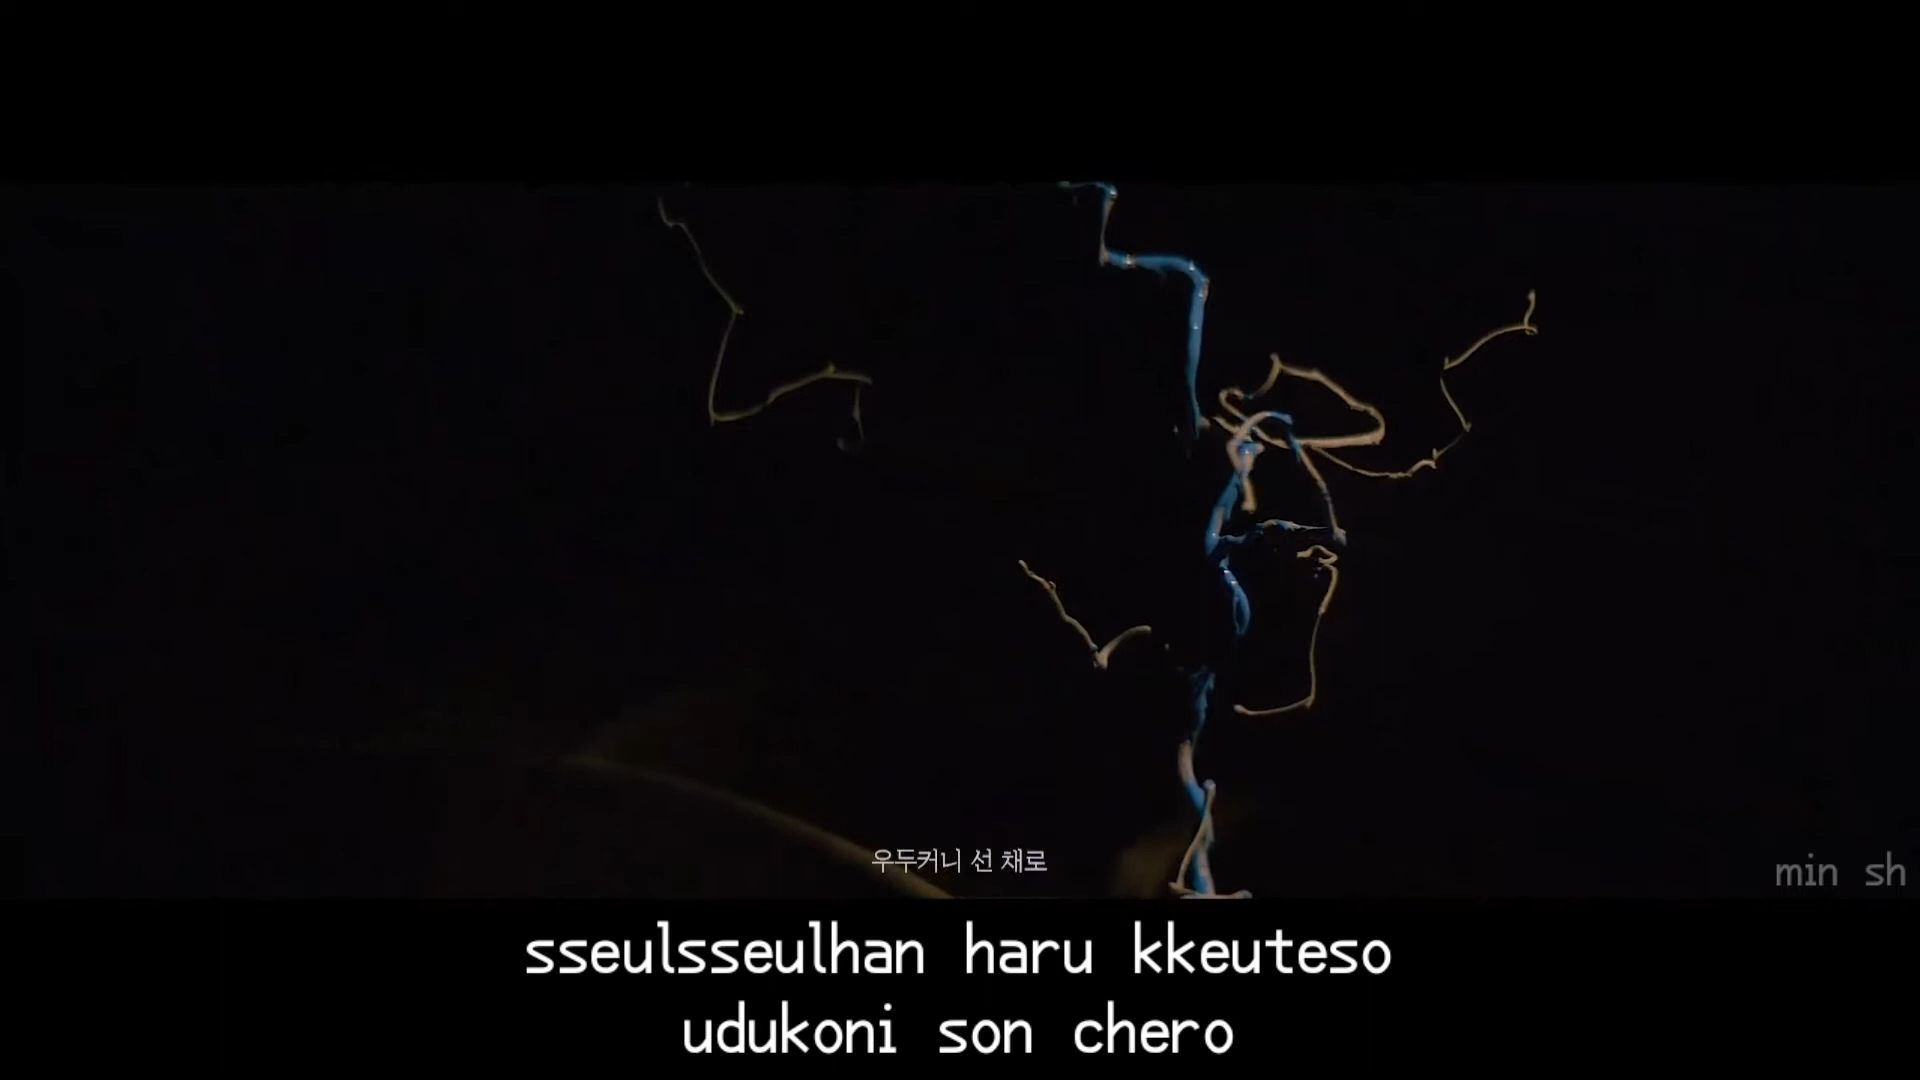 우두커니 선 채로
min sh
sseulsseulhan haru kkeuteso
udukoni son chero